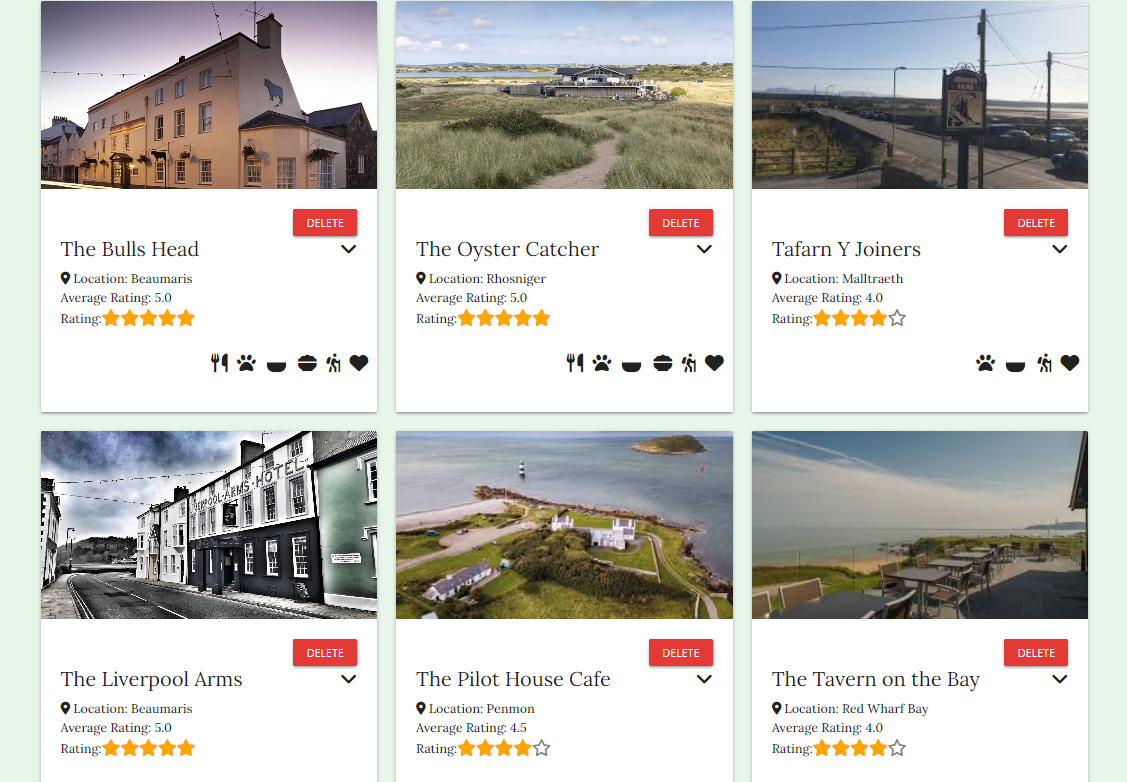 DELETE
The Bulls Head
Location: Beaumaris
Average Rating: 5.0
Rating:
DELETE
The Oyster Catcher
Location: Rhosniger
Average Rating: 5.0
Rating:
DELETE
Tafarn Y Joiners
Location: Malltraeth
Average Rating: 4.0
Rating:
LIVERPOOL-ARMS-HOTEL
DELETE
The Liverpool Arms
Location: Beaumaris
Average Rating: 5.0
Rating:
DELETE
The Pilot House Cafe
Location: Penmon
Average Rating: 4.5
Rating:
DELETE
The Tavern on the Bay
Location: Red Wharf Bay
Average Rating: 4.0
Rating: